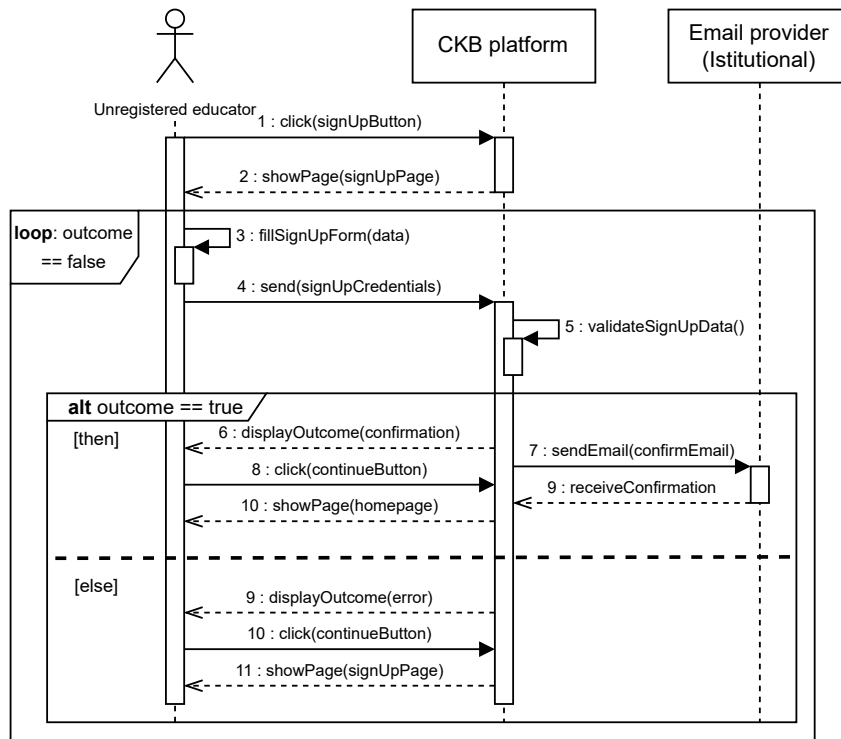 Unregistered educator
CKB platform
Email provider
(Istitutional)
1 : click(signUpButton)
2 : showPage(signUpPage)
loop: outcome
== false
3 : fillSignUpForm(data)
4 : send(signUpCredentials)
5 : validateSignUpData()
alt outcome == true
[then]
6 : displayOutcome(confirmation)
7 : sendEmail(confirmEmail)
8 : click(continueButton)
9 : receiveConfirmation
10 : showPage(homepage)
[else]
9 : displayOutcome(error)
10 : click(continueButton)
11 : showPage(signUpPage)